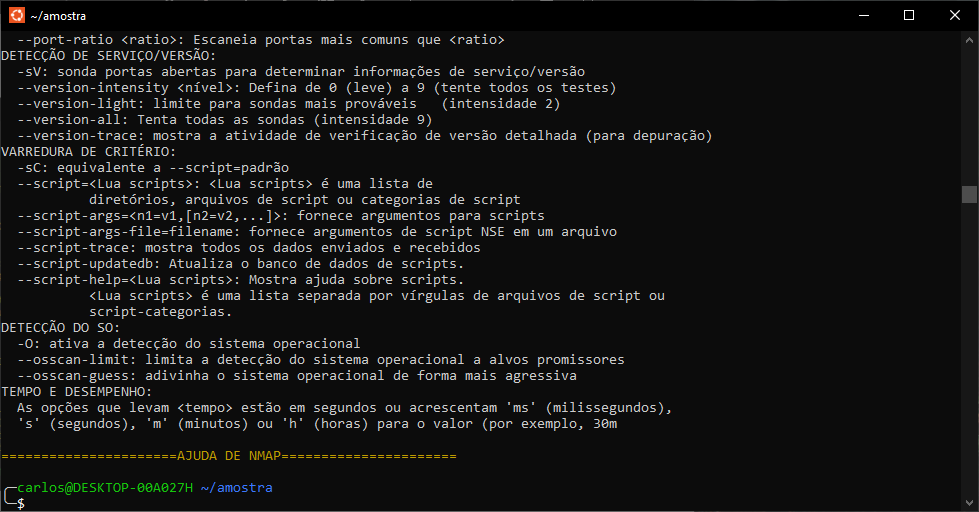 ~/amostra
--port-ratio <ratio>: Escaneia portas mais comuns que <ratio>
DETECÇÃO DE SERVIÇO/VERSÃO:
-sV: sonda portas abertas para determinar informações de serviço/versão
--version-intensity <nível>: Defina de 0 (leve) a 9 (tente todos os testes)
--version-light: limite para sondas mais prováveis   (intensidade 2)
--version-all: Tenta todas as sondas (intensidade 9)
--version-trace: mostra a atividade de verificação de versão detalhada (para depuração)
VARREDURA DE CRITÉRIO:
-sC: equivalente a --script=padrão
--script=<Lua scripts>: <Lua scripts> é uma lista de
diretórios, arquivos de script ou categorias de script
--script-args=<n1=v1,[n2=v2,...]>: fornece argumentos para scripts
--script-args-file=filename: fornece argumentos de script NSE em um arquivo
--script-trace: mostra todos os dados enviados e recebidos
--script-updatedb: Atualiza o banco de dados de scripts.
--script-help=<Lua scripts>: Mostra ajuda sobre scripts.
<Lua scripts> é uma lista separada por vírgulas de arquivos de script ou
script-categorias.
DETECÇÃO DO SO:
-O: ativa a detecção do sistema operacional
--osscan-limit: limita a detecção do sistema operacional a alvos promissores
--osscan-guess: adivinha o sistema operacional de forma mais agressiva
TEMPO E DESEMPENHO:
As opções que levam <tempo> estão em segundos ou acrescentam 'ms' (milissegundos),
's' (segundos), 'm' (minutos) ou 'h' (horas) para o valor (por exemplo, 30m
======================AJUDA DE NMAP======================
carlos@DESKTOP-00A027H ~/amostra
$